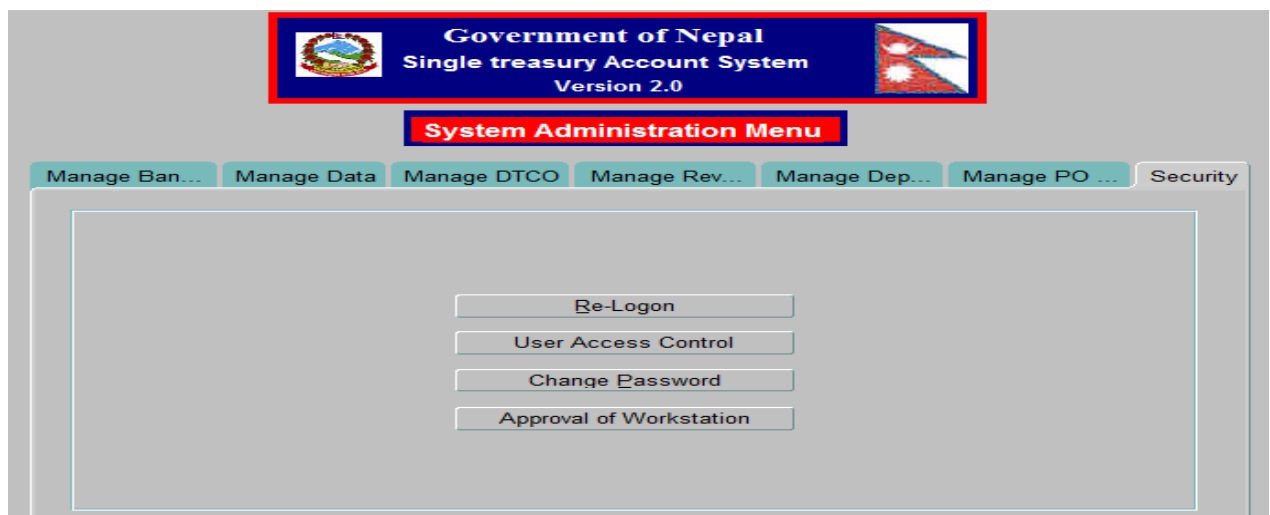 Government of Nepal
Single treasury Account System
Version 2.0
System Administration Menu
Manage Ban... Manage Data Manage DTCO Manage Rev... Manage Dep... Manage PO ... Security
Re-Logon
User Access Control
Change Password
Approval of Workstation